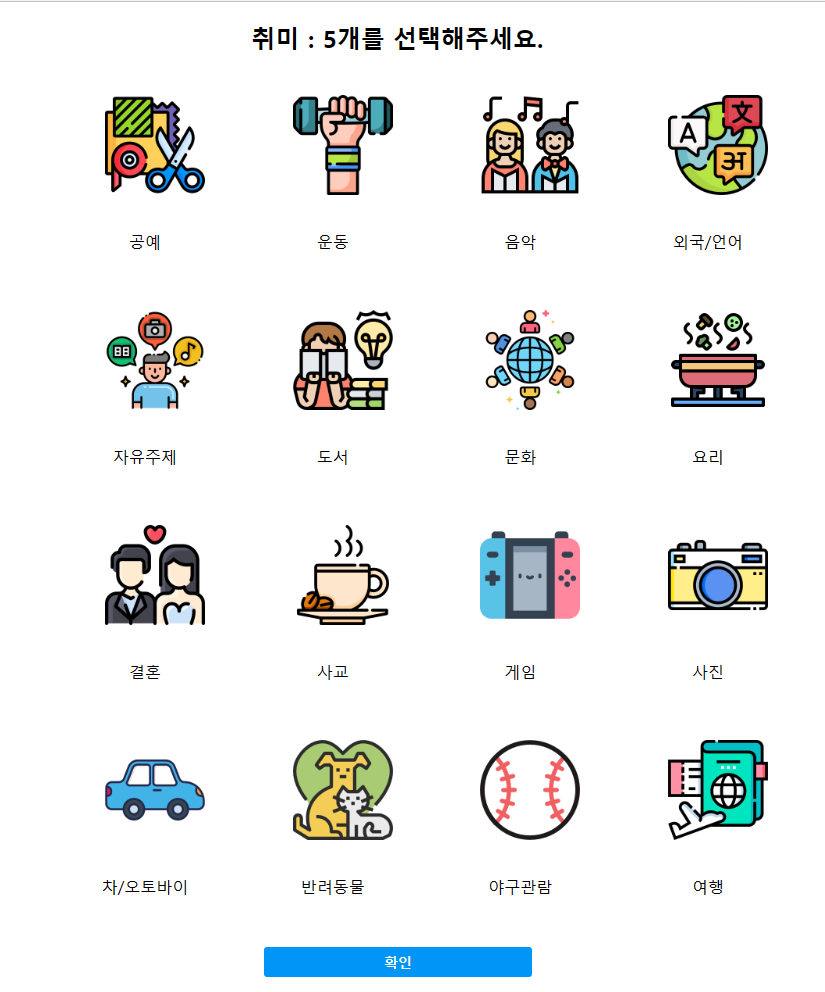 취미 : 5개를 선택해주세요.
A 文 अ
공예 운동 음악 외국/언어
자유주제 도서 문화 요리
결혼 사교 게임 사진
차/오토바이 반려동물 야구관람 여행
확인